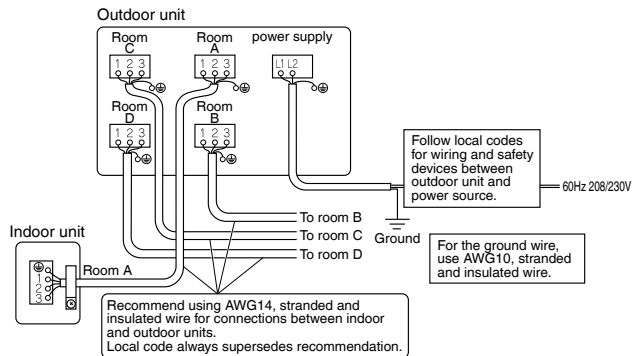 Outdoor unit
Room
C
Room
A
power supply
1 2 3
1 2 3
L1 L2
Room
D
Room
B
1 2 3
1 2 3
Follow local codes
for wiring and safety
devices between
outdoor unit and
power source.
60Hz 208/230V
To room B
To room C
To room D
Ground
For the ground wire,
use AWG10, stranded
and insulated wire.
Indoor unit
1
2
3
Room A
Recommend using AWG14, stranded and
insulated wire for connections between indoor
and outdoor units.
Local code always supersedes recommendation.